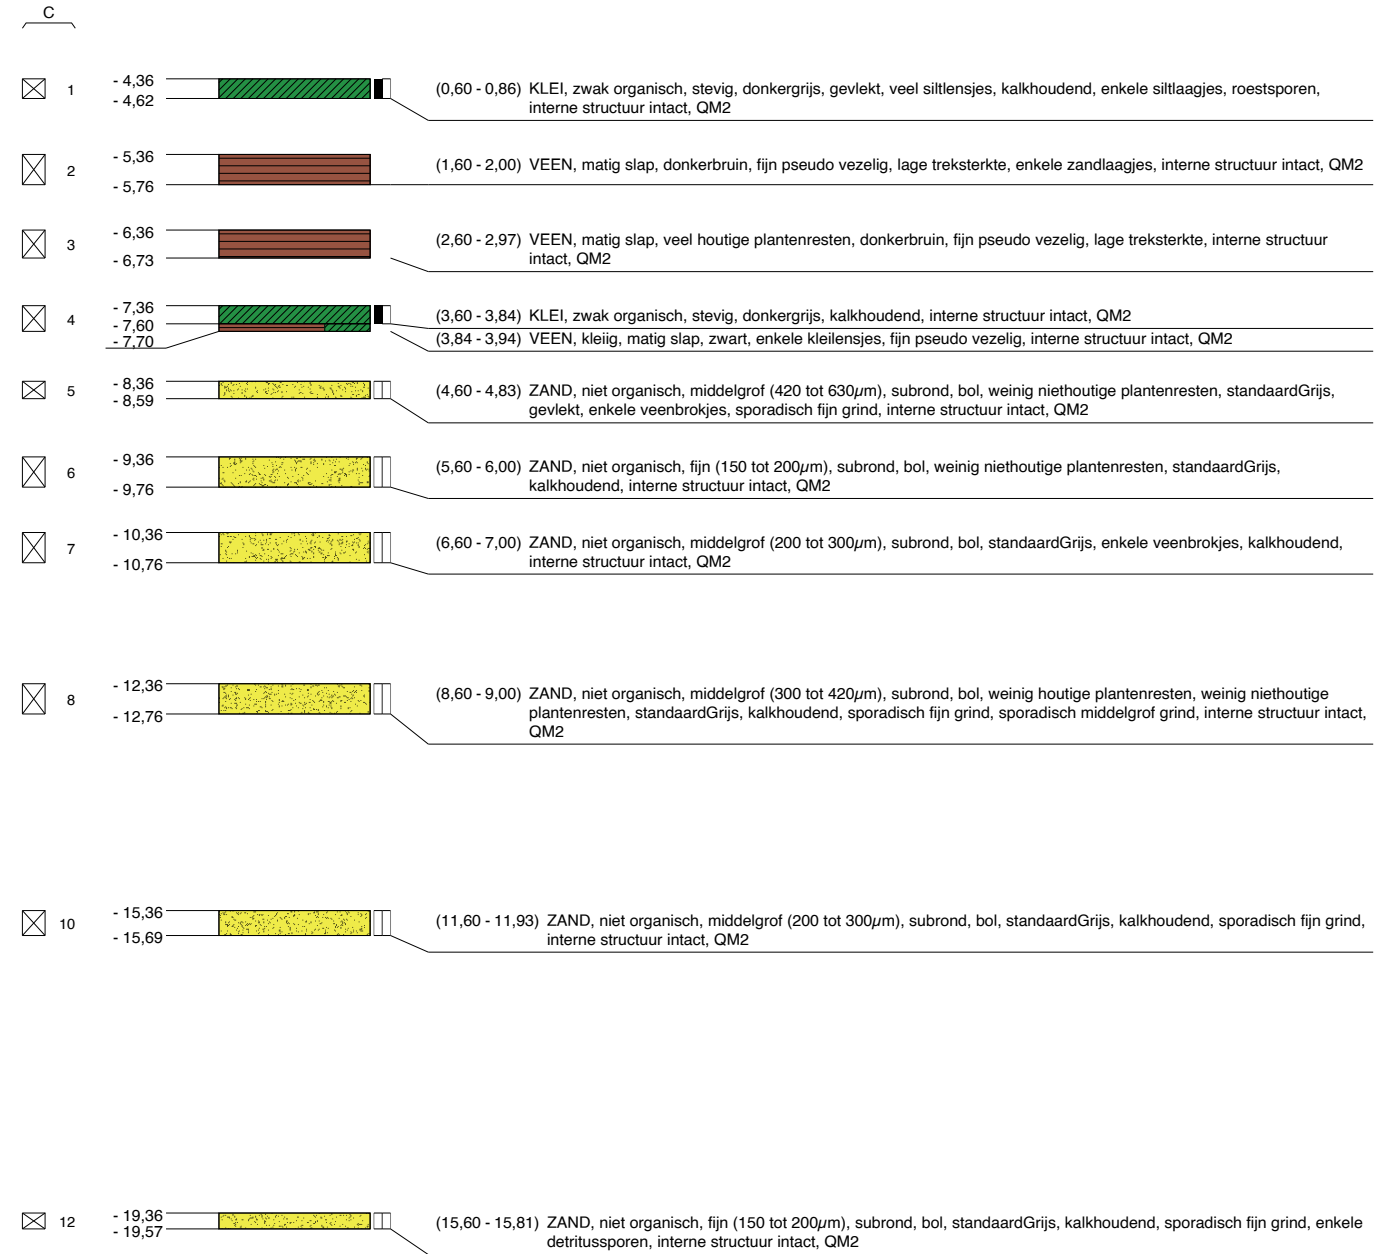 C
1
- 4,36
- 4,62
(0,60 - 0,86) KLEI, zwak organisch, stevig, donkergrijs, gevlekt, veel siltlensjes, kalkhoudend, enkele siltlaagjes, roestsporen,
interne structuur intact, QM2
2
- 5,36
- 5,76
(1,60 - 2,00) VEEN, matig slap, donkerbruin, fijn pseudo vezelig, lage treksterkte, enkele zandlaagjes, interne structuur intact, QM2
3
- 6,36
- 6,73
(2,60 - 2,97) VEEN, matig slap, veel houtige plantenresten, donkerbruin, fijn pseudo vezelig, lage treksterkte, interne structuur
intact, QM2
4
- 7,36
- 7,60
- 7,70
(3,60 - 3,84) KLEI, zwak organisch, stevig, donkergrijs, kalkhoudend, interne structuur intact, QM2
(3,84 - 3,94) VEEN, kleiig, matig slap, zwart, enkele kleilensjes, fijn pseudo vezelig, interne structuur intact, QM2
5
- 8,36
- 8,59
(4,60 - 4,83) ZAND, niet organisch, middelgrof (420 tot 630µm), subrond, bol, weinig niethoutige plantenresten, standaardGrijs,
gevlekt, enkele veenbrokjes, sporadisch fijn grind, interne structuur intact, QM2
6
- 9,36
- 9,76
(5,60 - 6,00) ZAND, niet organisch, fijn (150 tot 200µm), subrond, bol, weinig niethoutige plantenresten, standaardGrijs,
kalkhoudend, interne structuur intact, QM2
7
- 10,36
- 10,76
(6,60 - 7,00) ZAND, niet organisch, middelgrof (200 tot 300µm), subrond, bol, standaardGrijs, enkele veenbrokjes, kalkhoudend,
interne structuur intact, QM2
8
- 12,36
- 12,76
(8,60 - 9,00) ZAND, niet organisch, middelgrof (300 tot 420µm), subrond, bol, weinig houtige plantenresten, weinig niethoutige
plantenresten, standaardGrijs, kalkhoudend, sporadisch fijn grind, sporadisch middelgrof grind, interne structuur intact,
QM2
10
- 15,36
- 15,69
(11,60 - 11,93) ZAND, niet organisch, middelgrof (200 tot 300µm), subrond, bol, standaardGrijs, kalkhoudend, sporadisch fijn grind,
interne structuur intact, QM2
12
- 19,36
- 19,57
(15,60 - 15,81) ZAND, niet organisch, fijn (150 tot 200µm), subrond, bol, standaardGrijs, kalkhoudend, sporadisch fijn grind, enkele
detritussporen, interne structuur intact, QM2